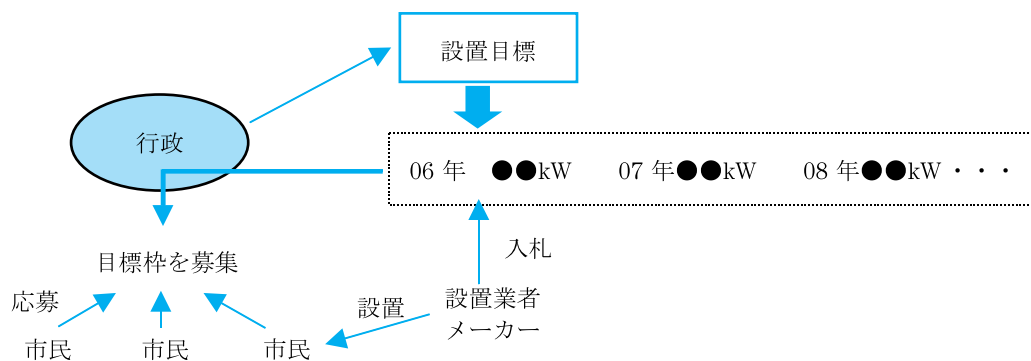 設置目標
行政
06 年 ●●kW 07 年●●kW 08 年●●kW・・・
入札
目標枠を募集
応募
設置
設置業者
メーカー
市民 市民 市民